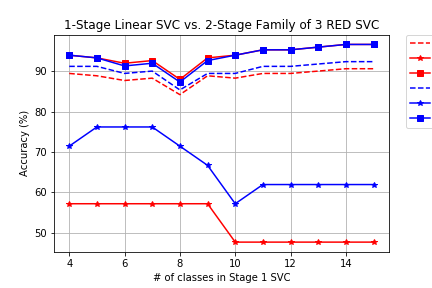 1-Stage Linear SVC vs. 2-Stage Family of 3 RED SVC
Accuracy (%)
90
80
70
60
50
4 6 8 10 12 14
# of classes in Stage 1 SVC